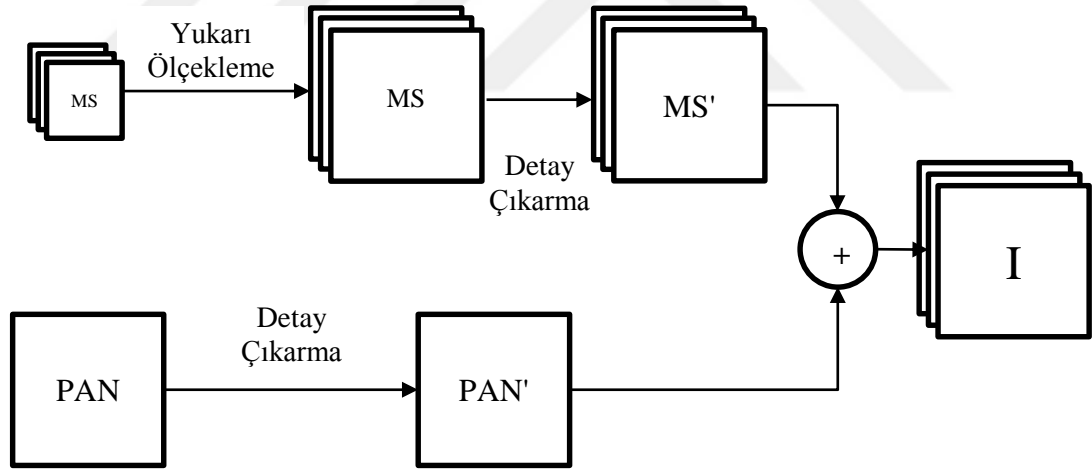 Yukarı
Ölçekleme
MS
MS
MS'
Detay
Çıkarma
+
I
Detay
Çıkarma
PAN
PAN'